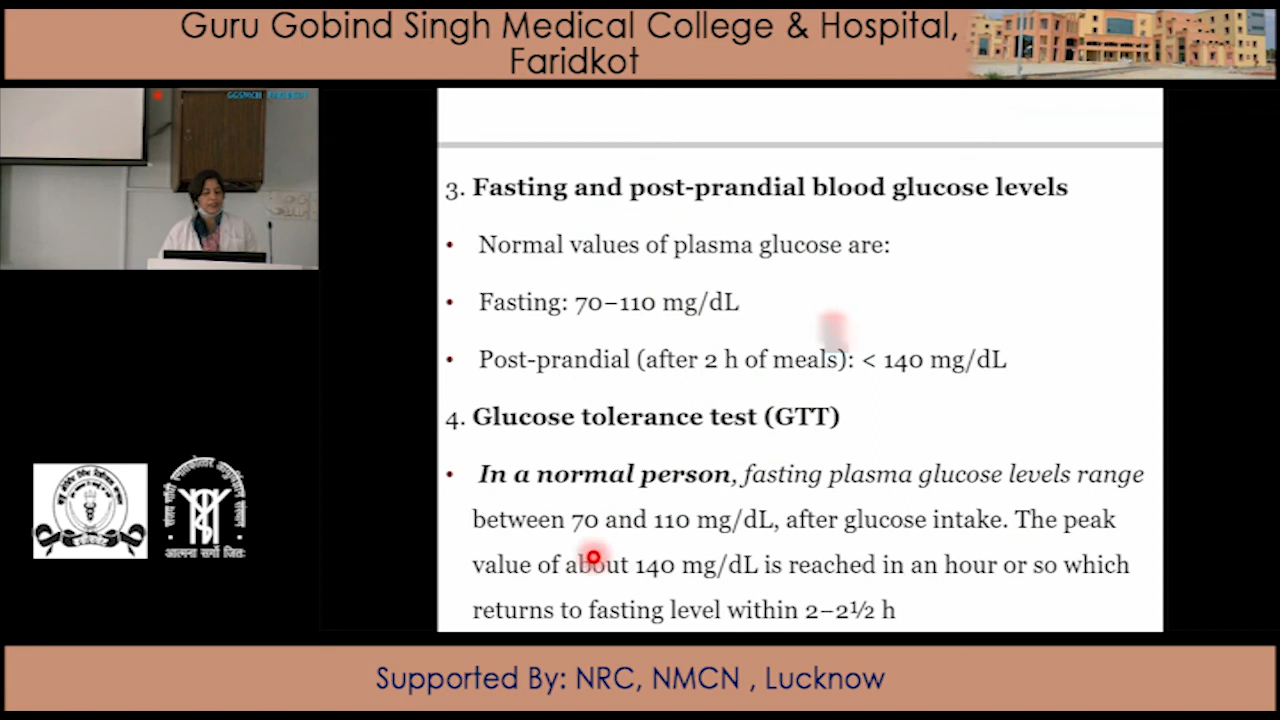 Guru Gobind Singh Medical College & Hospital,
Faridkot
3. Fasting and post-prandial blood glucose levels
• Normal values of plasma glucose are:
• Fasting: 70–110 mg/dL
• Post-prandial (after 2 h of meals): < 140 mg/dL
4. Glucose tolerance test (GTT)
• In a normal person, fasting plasma glucose levels range
between 70 and 110 mg/dL, after glucose intake. The peak
value of about 140 mg/dL is reached in an hour or so which
returns to fasting level within 2–2½ h
आत्मना सर्गो जितः
Supported By: NRC, NMCN , Lucknow